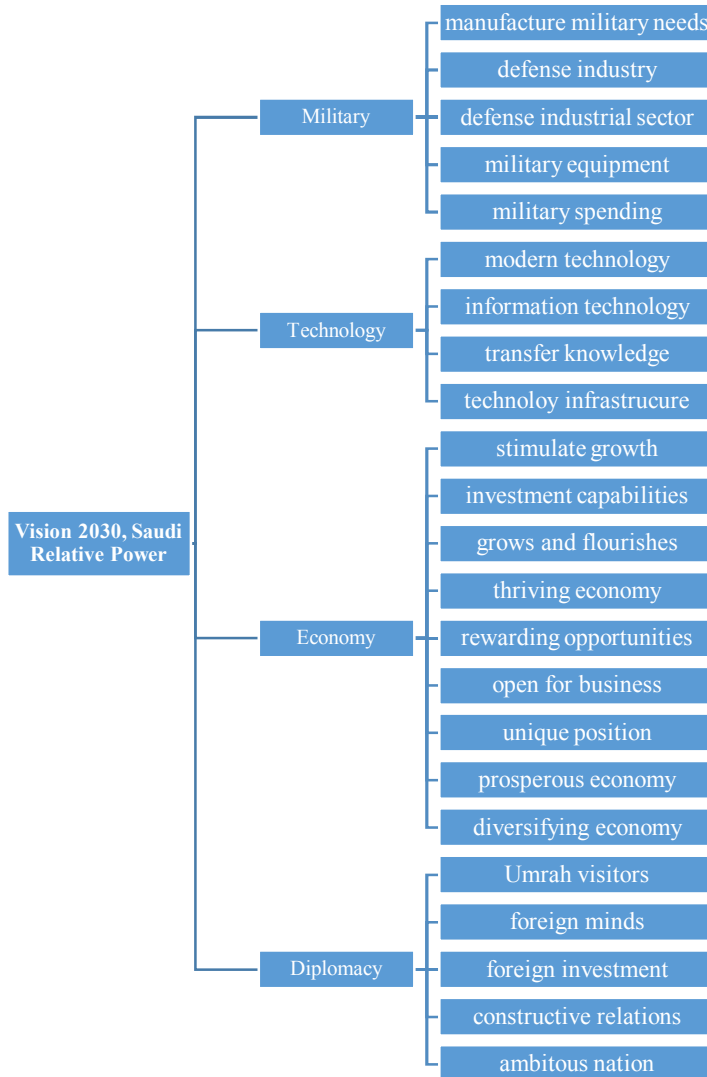 Vision 2030, Saudi
Relative Power
Military
manufacture military needs
defense industry
defense industrial sector
military equipment
military spending
Technology
modern technology
information technology
transfer knowledge
technoloy infrastrucure
Economy
stimulate growth
investment capabilities
grows and flourishes
thriving economy
rewarding opportunities
open for business
unique position
prosperous economy
diversifying economy
Diplomacy
Umrah visitors
foreign minds
foreign investment
constructive relations
ambitous nation